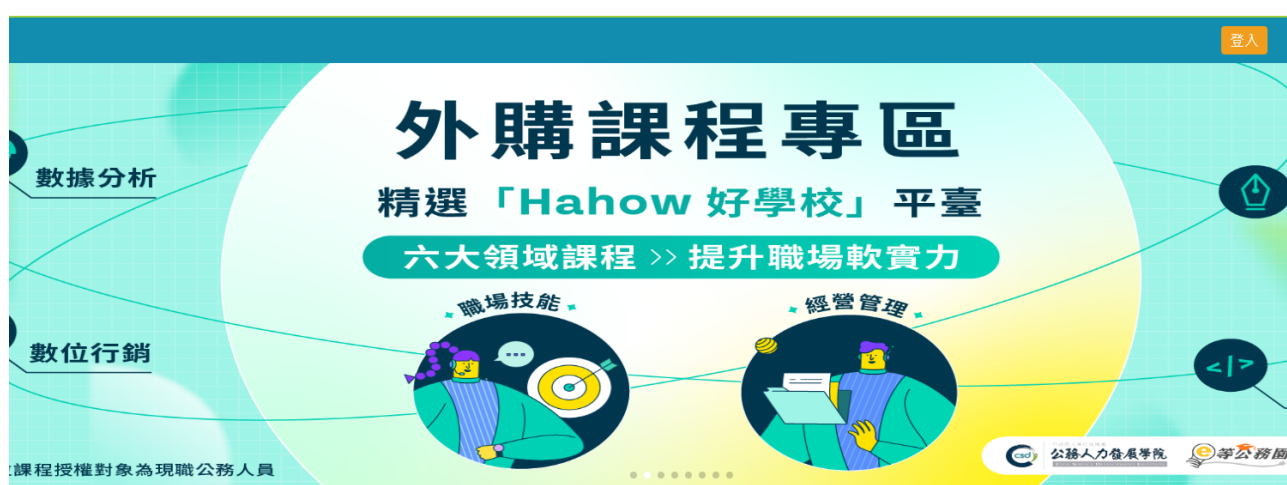 登入
外購課程專區
數據分析
精選「Hahow 好學校」平臺
六大領域課程 >> 提升職場軟實力
職場技能
經營管理
數位行銷
</>
課程授權對象為現職公務人員
csdi
公務人力發展學院
e等公務園